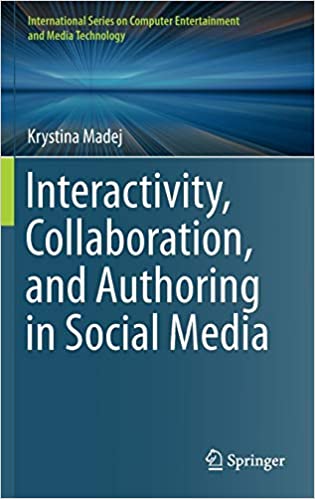 International Series on Computer Entertainment
and Media Technology
Krystina Madej
Interactivity,
Collaboration,
and Authoring
in Social Media
Springer